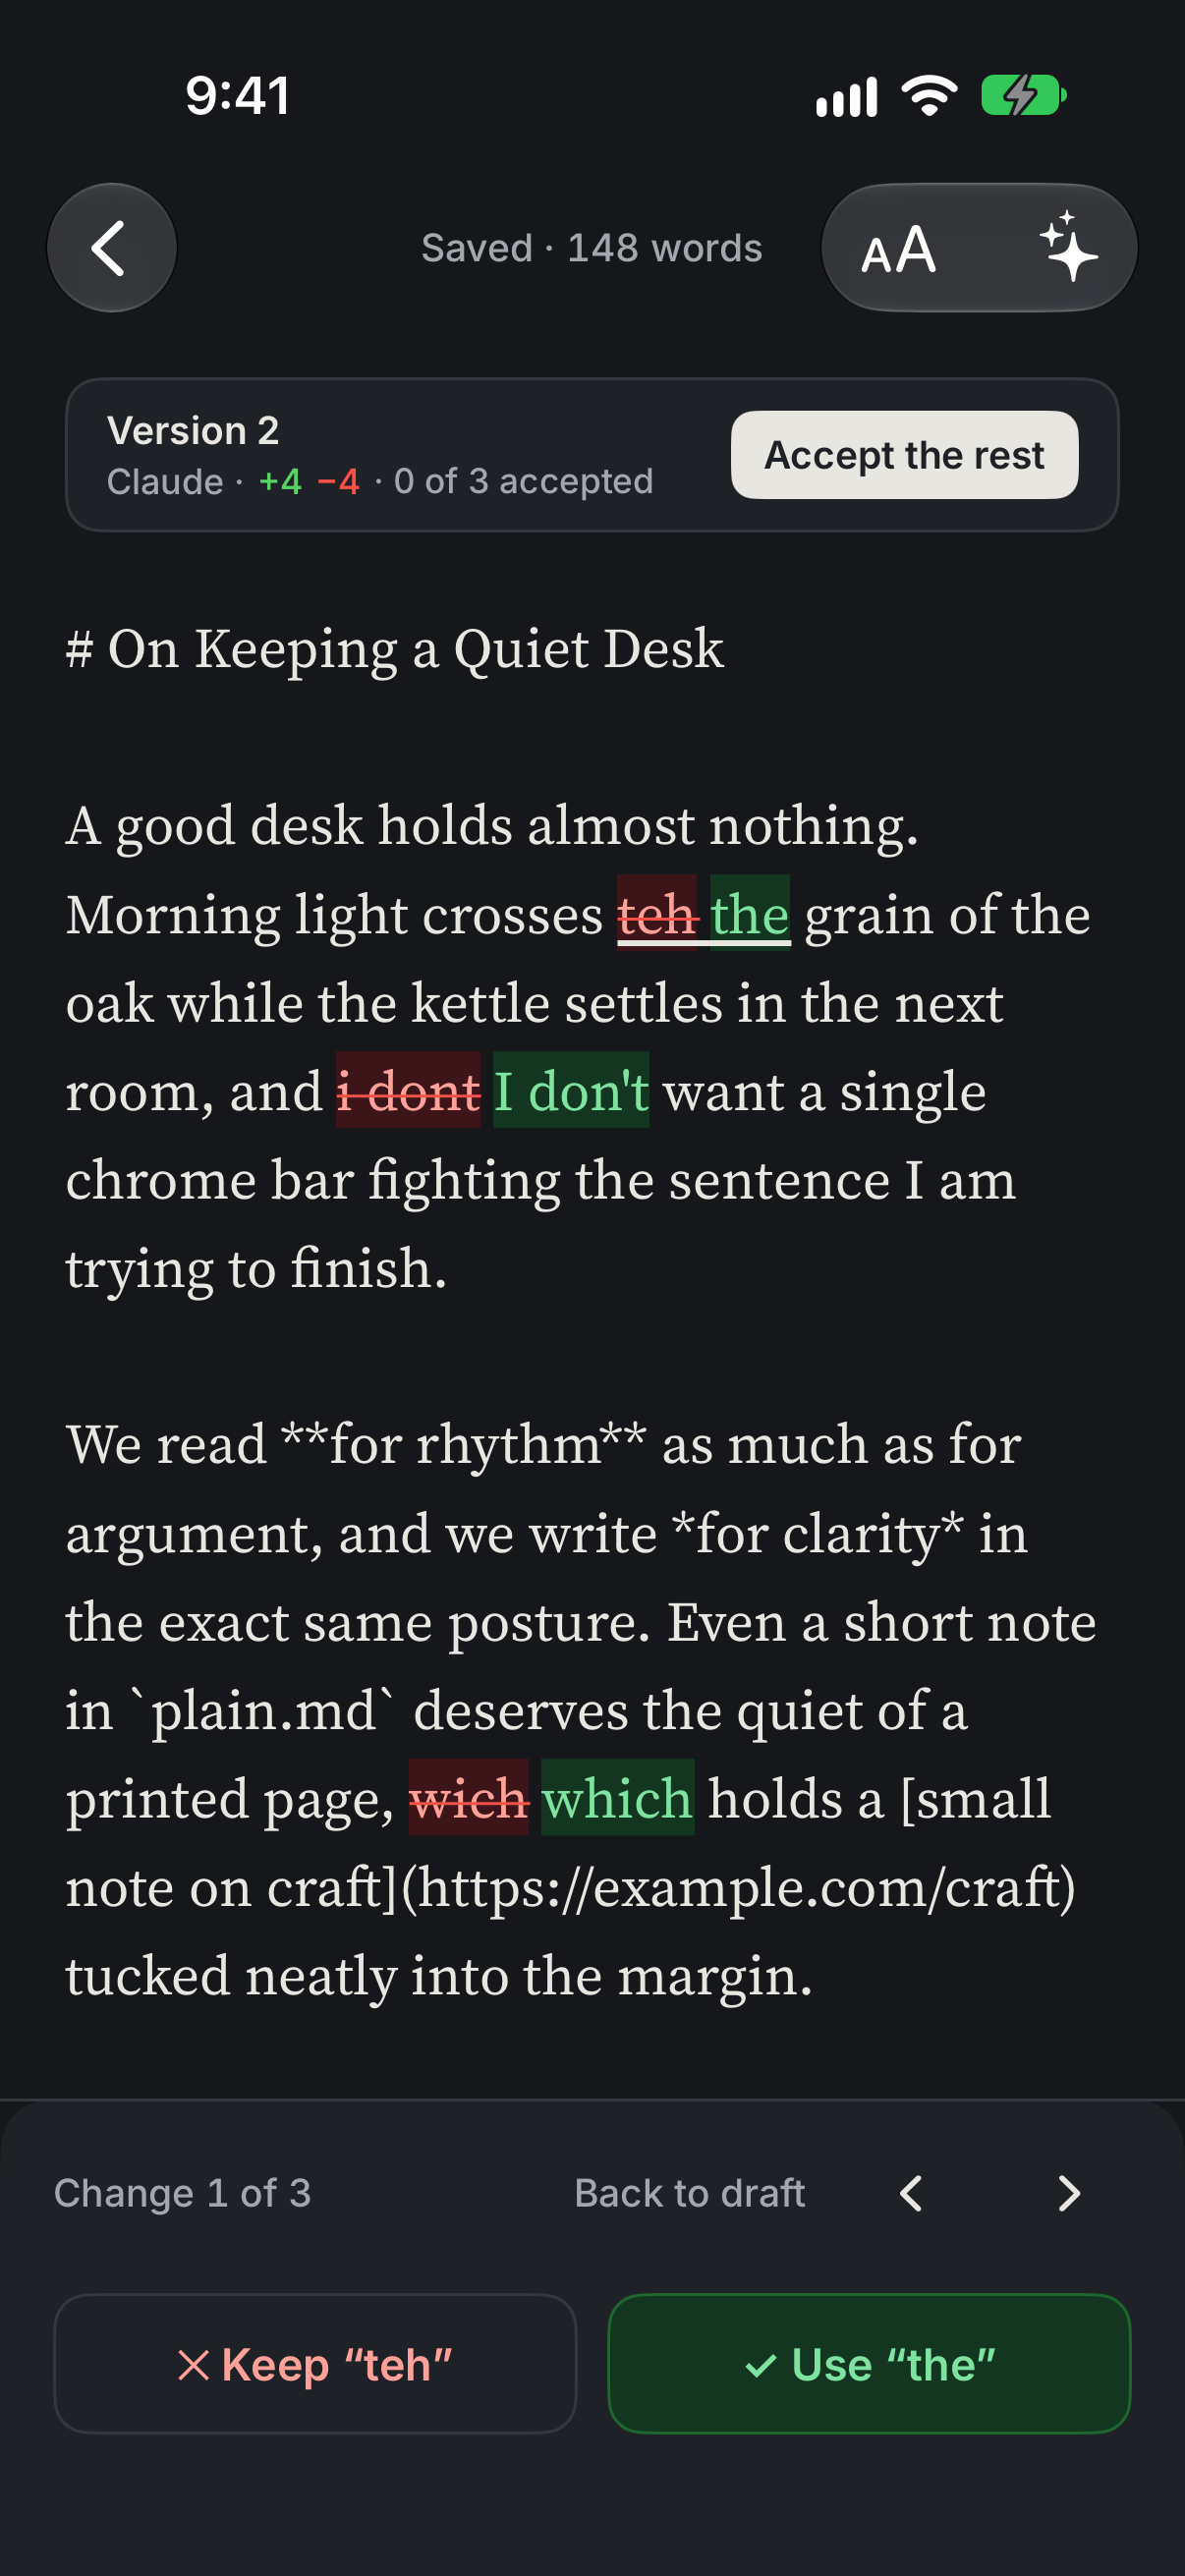 9:41
Saved · 148 words
AA
Version 2
Accept the rest
Claude · +4 −4 · 0 of 3 accepted
# On Keeping a Quiet Desk
A good desk holds almost nothing.
Morning light crosses teh the grain of the
oak while the kettle settles in the next
room, and i dont I don't want a single
chrome bar fighting the sentence I am
trying to finish.
We read **for rhythm** as much as for
argument, and we write *for clarity* in
the exact same posture. Even a short note
in `plain.md` deserves the quiet of a
printed page, wich which holds a [small
note on craft](https://example.com/craft)
tucked neatly into the margin.
Change 1 of 3 Back to draft
Keep “teh” Use “the”